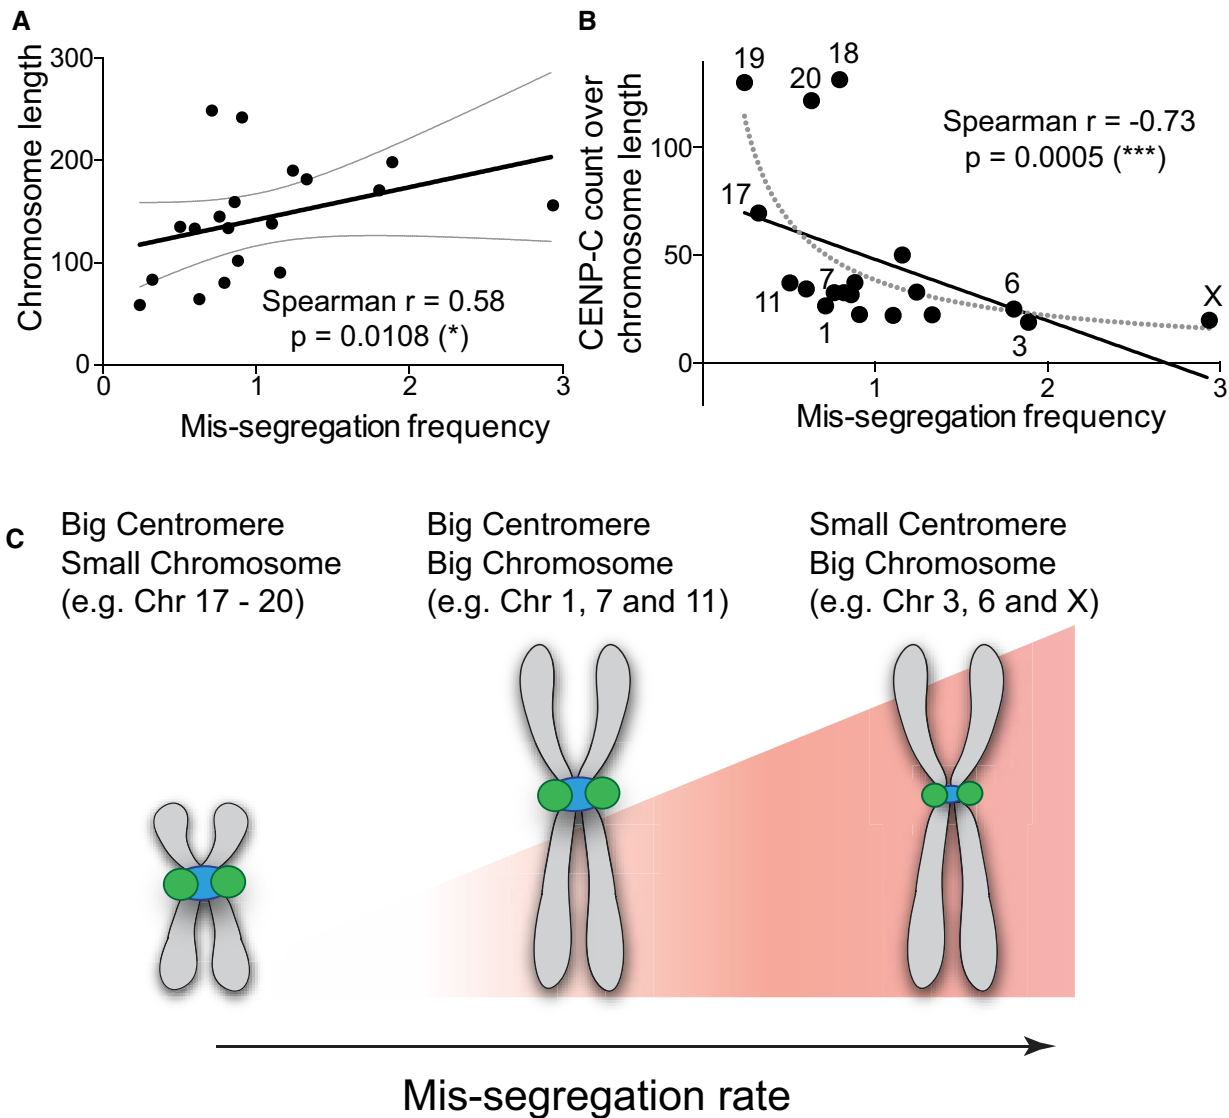 A
Chromosome length
300
200
100
0
0 1 2 3
Spearman r = 0.58
p = 0.0108 (*)
Mis-segregation frequency
B
CENP-C count over
chromosome length
100
50
0
1 2 3
19
20
18
17
11
7
1
6
3
X
Spearman r = -0.73
p = 0.0005 (***)
Mis-segregation frequency
C
Big Centromere
Small Chromosome
(e.g. Chr 17 - 20)
Big Centromere
Big Chromosome
(e.g. Chr 1, 7 and 11)
Small Centromere
Big Chromosome
(e.g. Chr 3, 6 and X)
Mis-segregation rate